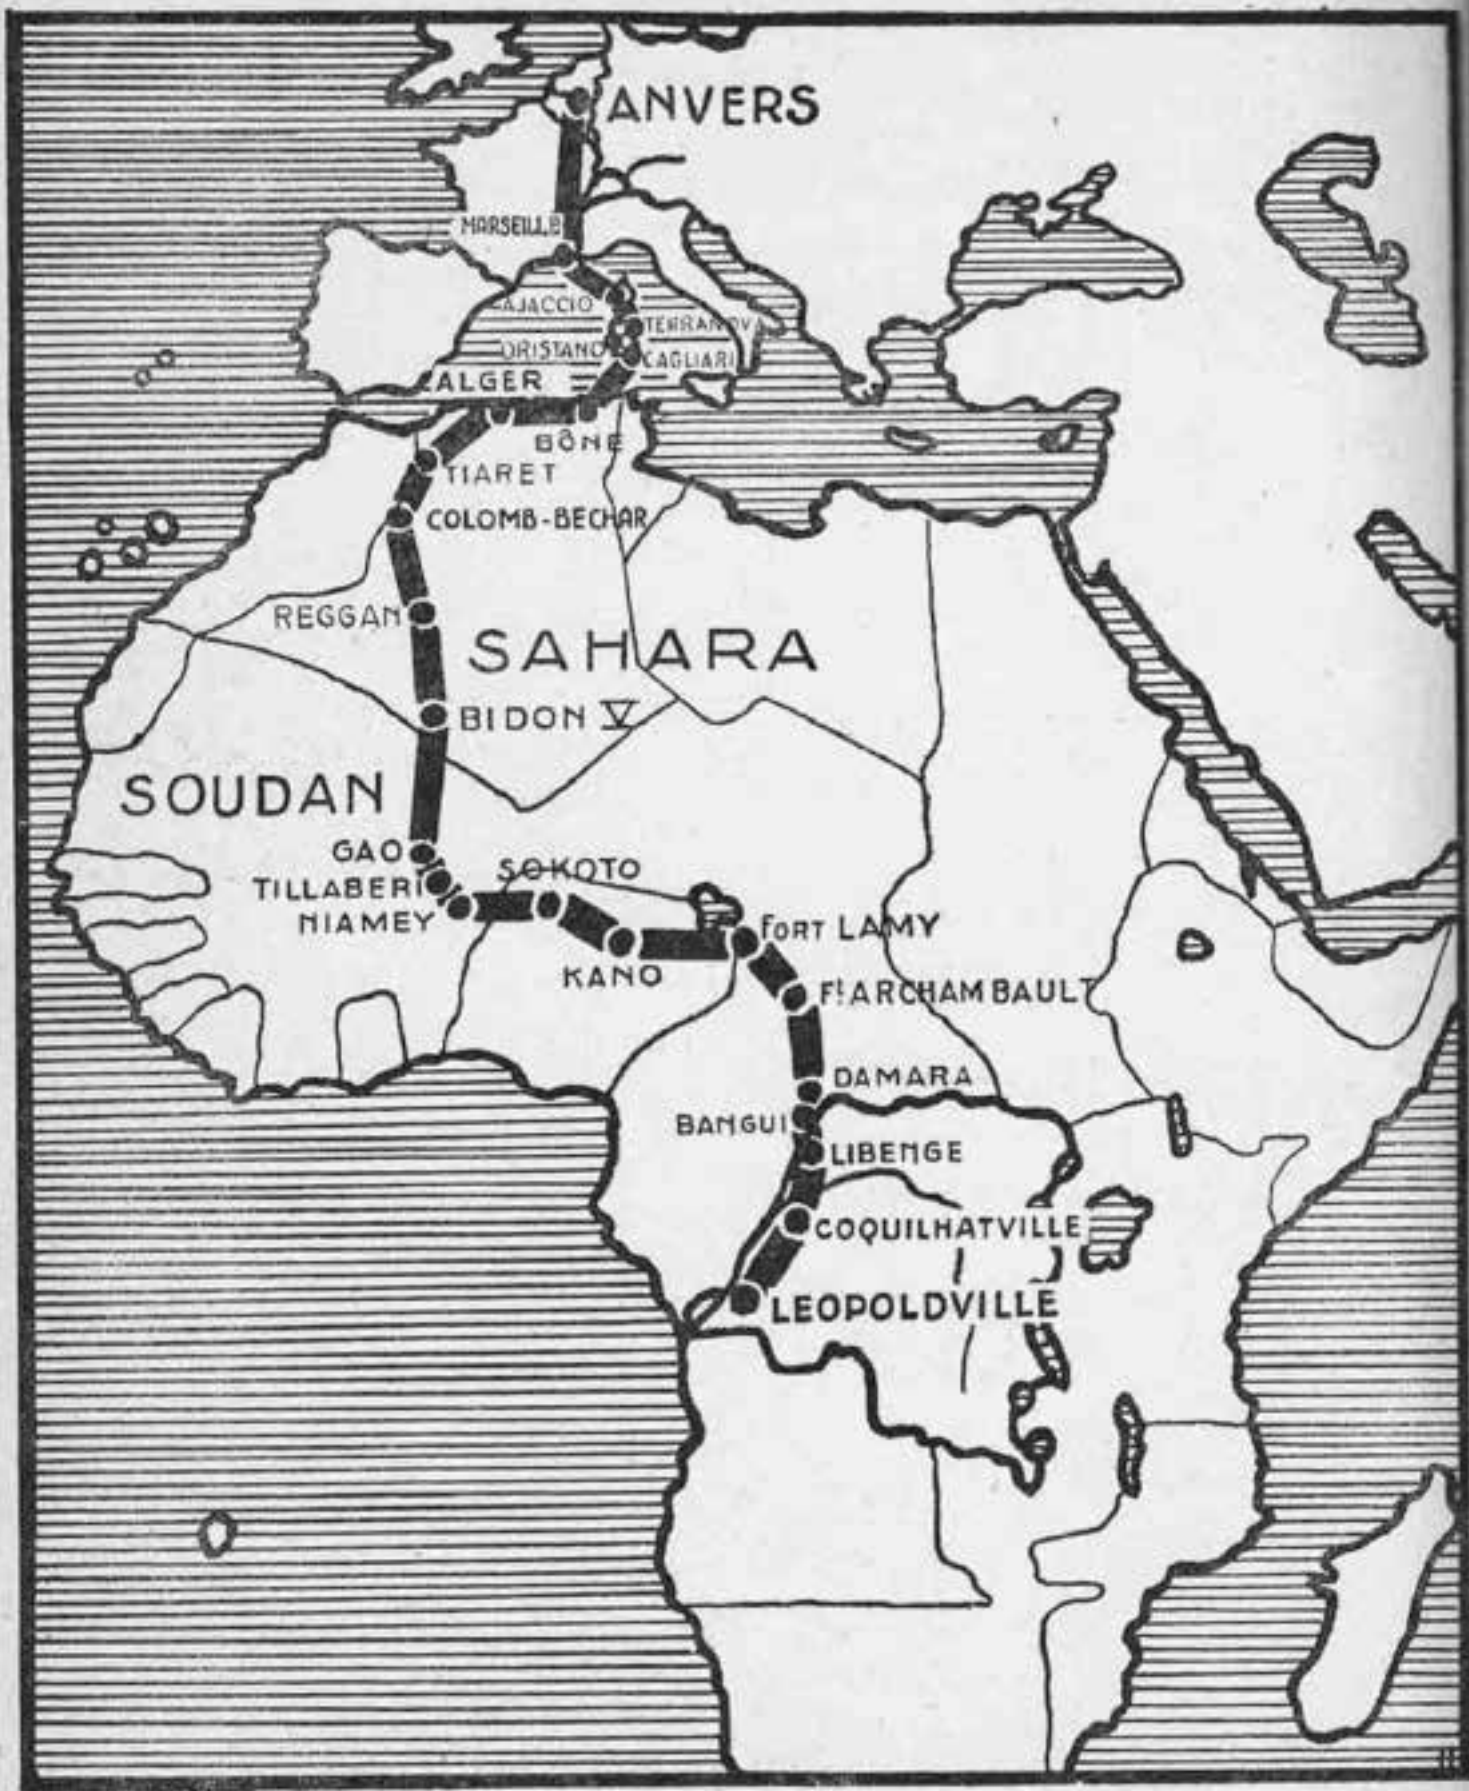 ANVERS
MARSEILLE
AJACCIO
TERRANOVA
ORISTANO
CAGLIARI
ALGER
BÔNE
TIARET
COLOMB-BECHAR
REGGAN
SAHARA
BIDON V
SOUDAN
GAO
SOKOTO
TILLABERI
NIAMEY
FORT LAMY
KANO
Ft ARCHAMBAULT
DAMARA
BANGUI
LIBENGE
COQUILHATVILLE
LEOPOLDVILLE